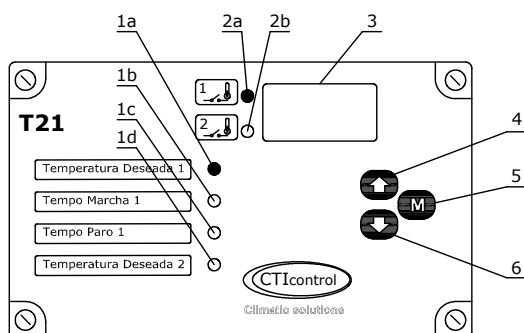 1a
2a
2b
3
1b
1
1c
T21
2
4
1d
Temperatura Deseada 1
5
M
Tempo Marcha 1
Tempo Paro 1
6
Temperatura Deseada 2
CTIcontrol
Climatic solutions